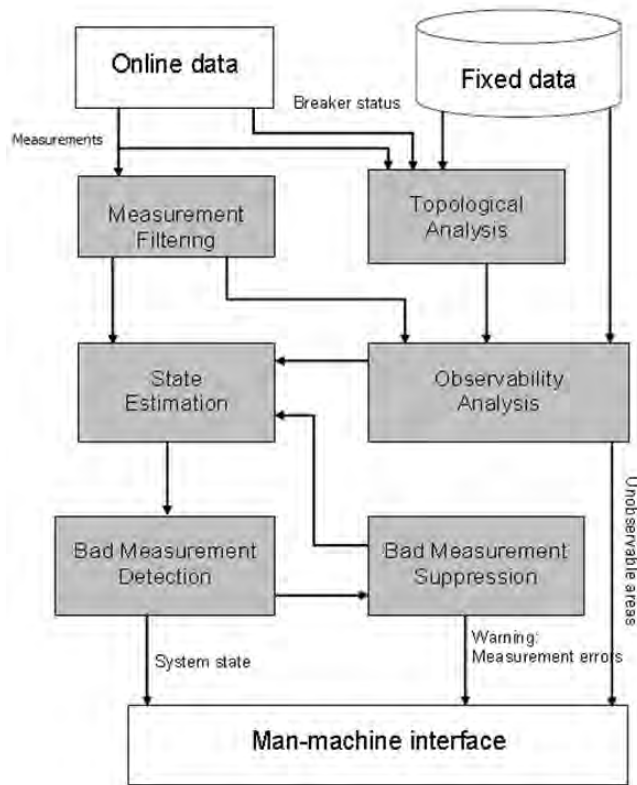 Online data
Fixed data
Breaker status
Measurements
Measurement
Filtering
Topological
Analysis
State
Estimation
Observability
Analysis
Unobservable areas
Bad Measurement
Detection
Bad Measurement
Suppression
System state
Warning:
Measurement errors
Man-machine interface